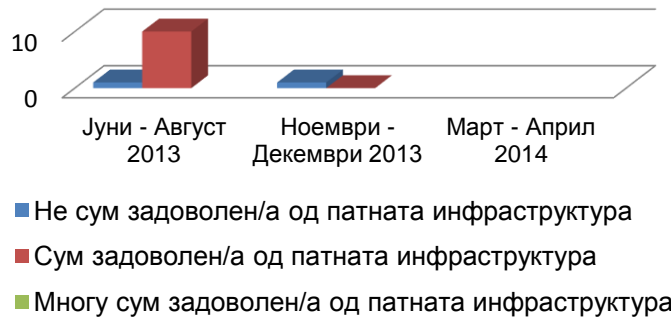 10
0
Јуни - Август 2013
Ноември - Декември 2013
Март - Април 2014
Не сум задоволен/а од патната инфраструктура
Сум задоволен/а од патната инфраструктура
Многу сум задоволен/а од патната инфраструктура